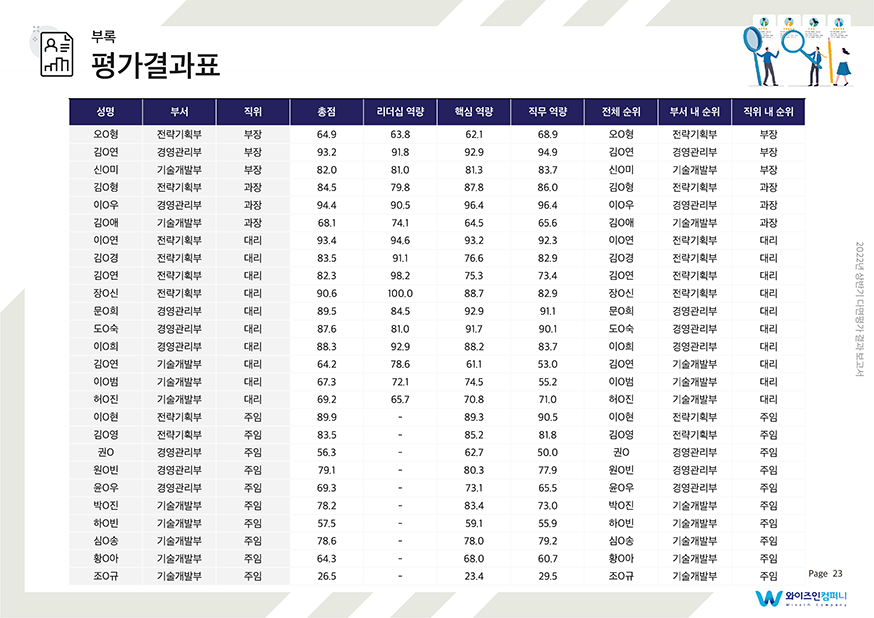 부록
평가결과표
성명 부서 직위 총점 리더십 역량 핵심 역량 직무 역량 전체 순위 부서 내 순위 직위 내 순위
오O형 전략기획부 부장 64.9 63.8 62.1 68.9 오O형 전략기획부 부장
김O연 경영관리부 부장 93.2 91.8 92.9 94.9 김O연 경영관리부 부장
신O미 기술개발부 부장 82.0 81.0 81.3 83.7 신O미 기술개발부 부장
김O형 전략기획부 과장 84.5 79.8 87.8 86.0 김O형 전략기획부 과장
이O우 경영관리부 과장 94.4 90.5 96.4 96.4 이O우 경영관리부 과장
김O애 기술개발부 과장 68.1 74.1 64.5 65.6 김O애 기술개발부 과장
이O연 전략기획부 대리 93.4 94.6 93.2 92.3 이O연 전략기획부 대리
김O경 전략기획부 대리 83.5 91.1 76.6 82.9 김O경 전략기획부 대리
김O연 전략기획부 대리 82.3 98.2 75.3 73.4 김O연 전략기획부 대리
장O신 전략기획부 대리 90.6 100.0 88.7 82.9 장O신 전략기획부 대리
문O희 경영관리부 대리 89.5 84.5 92.9 91.1 문O희 경영관리부 대리
도O숙 경영관리부 대리 87.6 81.0 91.7 90.1 도O숙 경영관리부 대리
이O희 경영관리부 대리 88.3 92.9 88.2 83.7 이O희 경영관리부 대리
김O연 기술개발부 대리 64.2 78.6 61.1 53.0 김O연 기술개발부 대리
이O범 기술개발부 대리 67.3 72.1 74.5 55.2 이O범 기술개발부 대리
허O진 기술개발부 대리 69.2 65.7 70.8 71.0 허O진 기술개발부 대리
이O현 전략기획부 주임 89.9 - 89.3 90.5 이O현 전략기획부 주임
김O영 전략기획부 주임 83.5 - 85.2 81.8 김O영 전략기획부 주임
권O 경영관리부 주임 56.3 - 62.7 50.0 권O 경영관리부 주임
원O빈 경영관리부 주임 79.1 - 80.3 77.9 원O빈 경영관리부 주임
윤O우 경영관리부 주임 69.3 - 73.1 65.5 윤O우 경영관리부 주임
박O진 기술개발부 주임 78.2 - 83.4 73.0 박O진 기술개발부 주임
하O빈 기술개발부 주임 57.5 - 59.1 55.9 하O빈 기술개발부 주임
심O송 기술개발부 주임 78.6 - 78.0 79.2 심O송 기술개발부 주임
황O아 기술개발부 주임 64.3 - 68.0 60.7 황O아 기술개발부 주임
조O규 기술개발부 주임 26.5 - 23.4 29.5 조O규 기술개발부 주임
2022년 상반기 다면평가 결과 보고서
Page 23
와이즈인컴퍼니
WiseIn Company